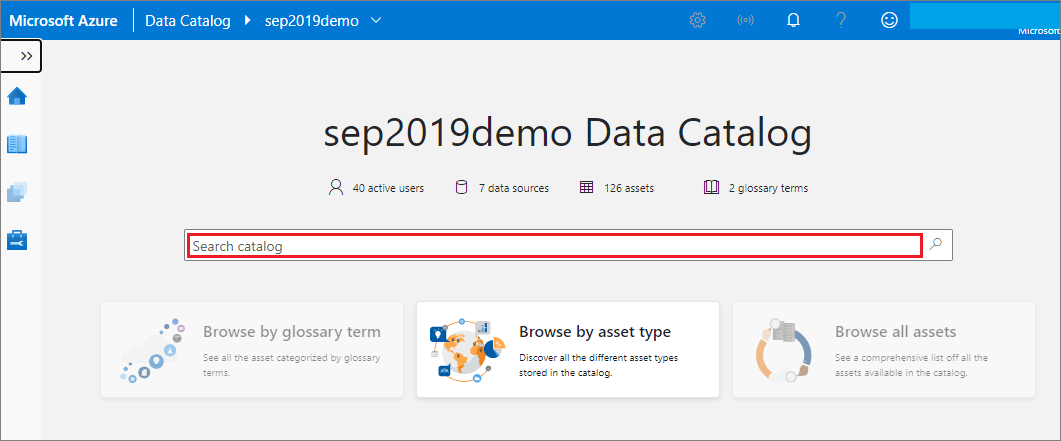 Microsoft Azure Data Catalog sep2019demo
Microsoft
sep2019demo Data Catalog
40 active users 7 data sources 126 assets 2 glossary terms
Search catalog
Browse by glossary term
See all the asset categorized by glossary
terms.
Browse by asset type
Discover all the different asset types
stored in the catalog.
Browse all assets
See a comprehensive list off all the
assets available in the catalog.